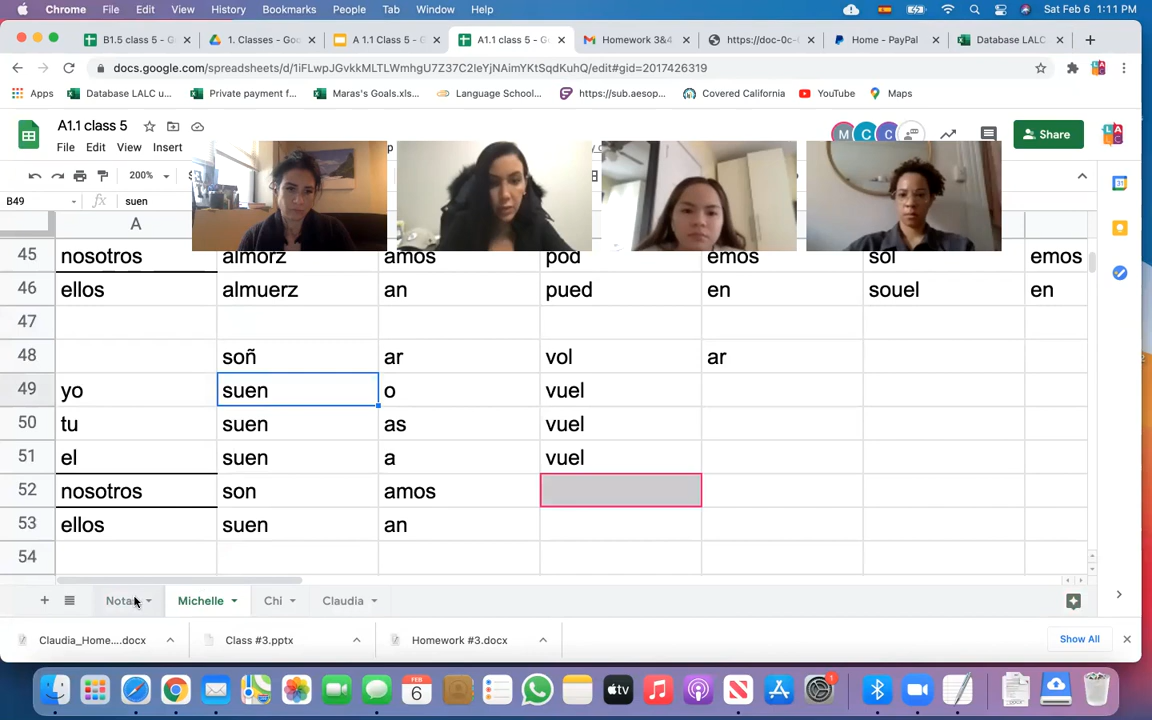 Chrome File Edit View History Bookmarks People Tab Window Help Sat Feb 6 1:11 PM
B1.5 class 5 - G 1. Classes - Goo A 1.1 Class 5 - G A1.1 class 5 - G Homework 3&4 https://doc-0c- Home - PayPal Database LALC
docs.google.com/spreadsheets/d/1iFLwpJGvkkMLTLWmhgU7Z37C2IeYjNAimYKtSqdKuhQ/edit#gid=2017426319
Apps Database LALC u... Private payment f... Maras's Goals.xls... Language School... https://sub.aesop... Covered California YouTube Maps
A1.1 class 5
M C C Share
File Edit View Insert
200%
B49 fx suen
A
45 nosotros almorz amos pod emos sol emos
46 ellos almuerz an pued en souel en
47
48 soñ ar vol ar
49 yo suen o vuel
50 tu suen as vuel
51 el suen a vuel
52 nosotros son amos
53 ellos suen an
54
+ Notas Michelle Chi Claudia
Claudia_Home....docx Class #3.pptx Homework #3.docx Show All
FEB
6
tv
1